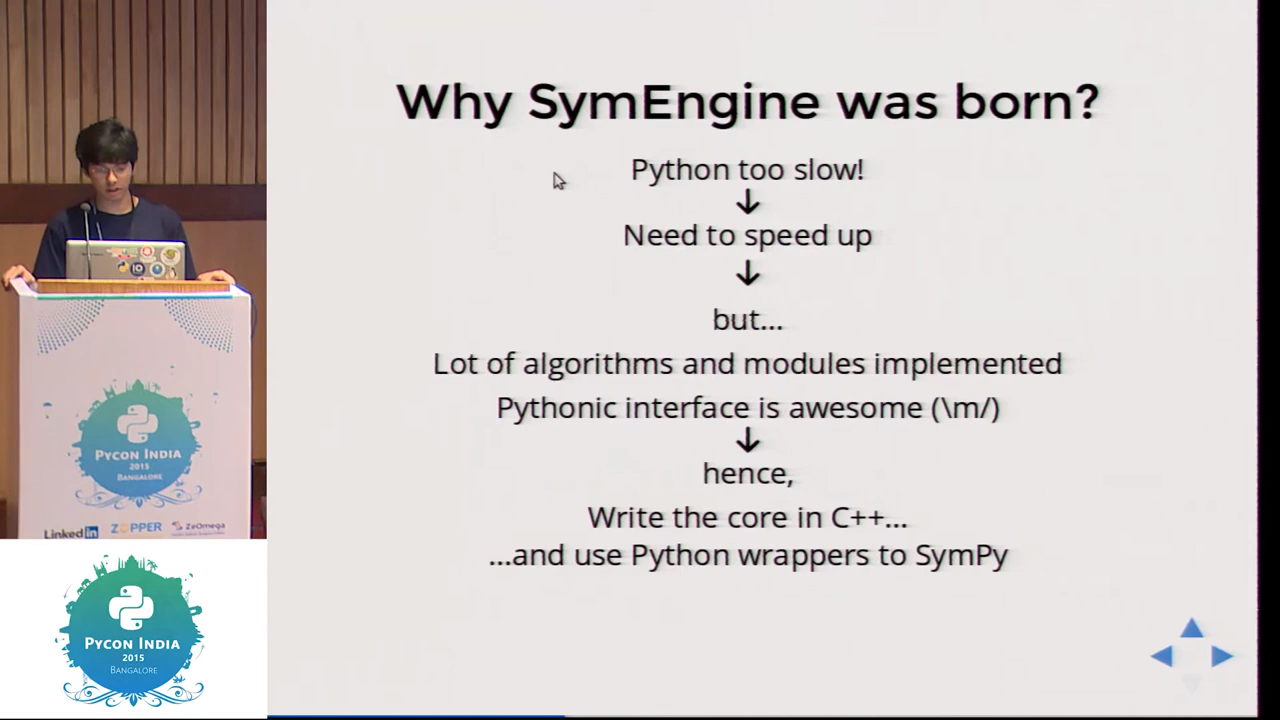 Why SymEngine was born?
Python too slow!
↓
Need to speed up
↓
but...
Lot of algorithms and modules implemented
Pythonic interface is awesome (\m/)
↓
hence,
Write the core in C++...
...and use Python wrappers to SymPy
PYCON INDIA
2015
BANGALORE
LinkedIn
ZOPPER
ZeOmega
PYCON INDIA
2015
BANGALORE